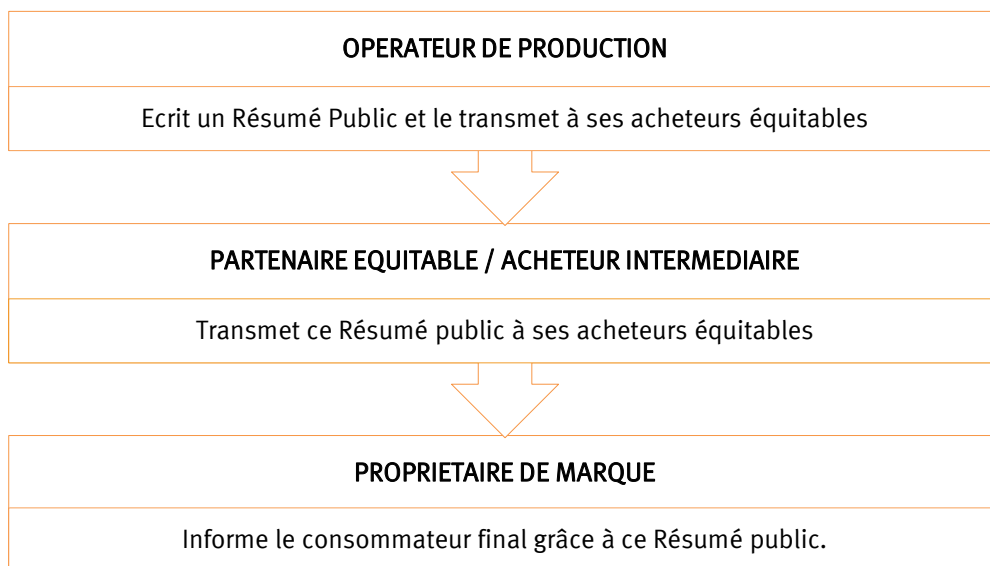 OPERATEUR DE PRODUCTION
Ecrit un Résumé Public et le transmet à ses acheteurs équitables
PARTENAIRE EQUITABLE / ACHETEUR INTERMEDIAIRE
Transmet ce Résumé public à ses acheteurs équitables
PROPRIETAIRE DE MARQUE
Informe le consommateur final grâce à ce Résumé public.